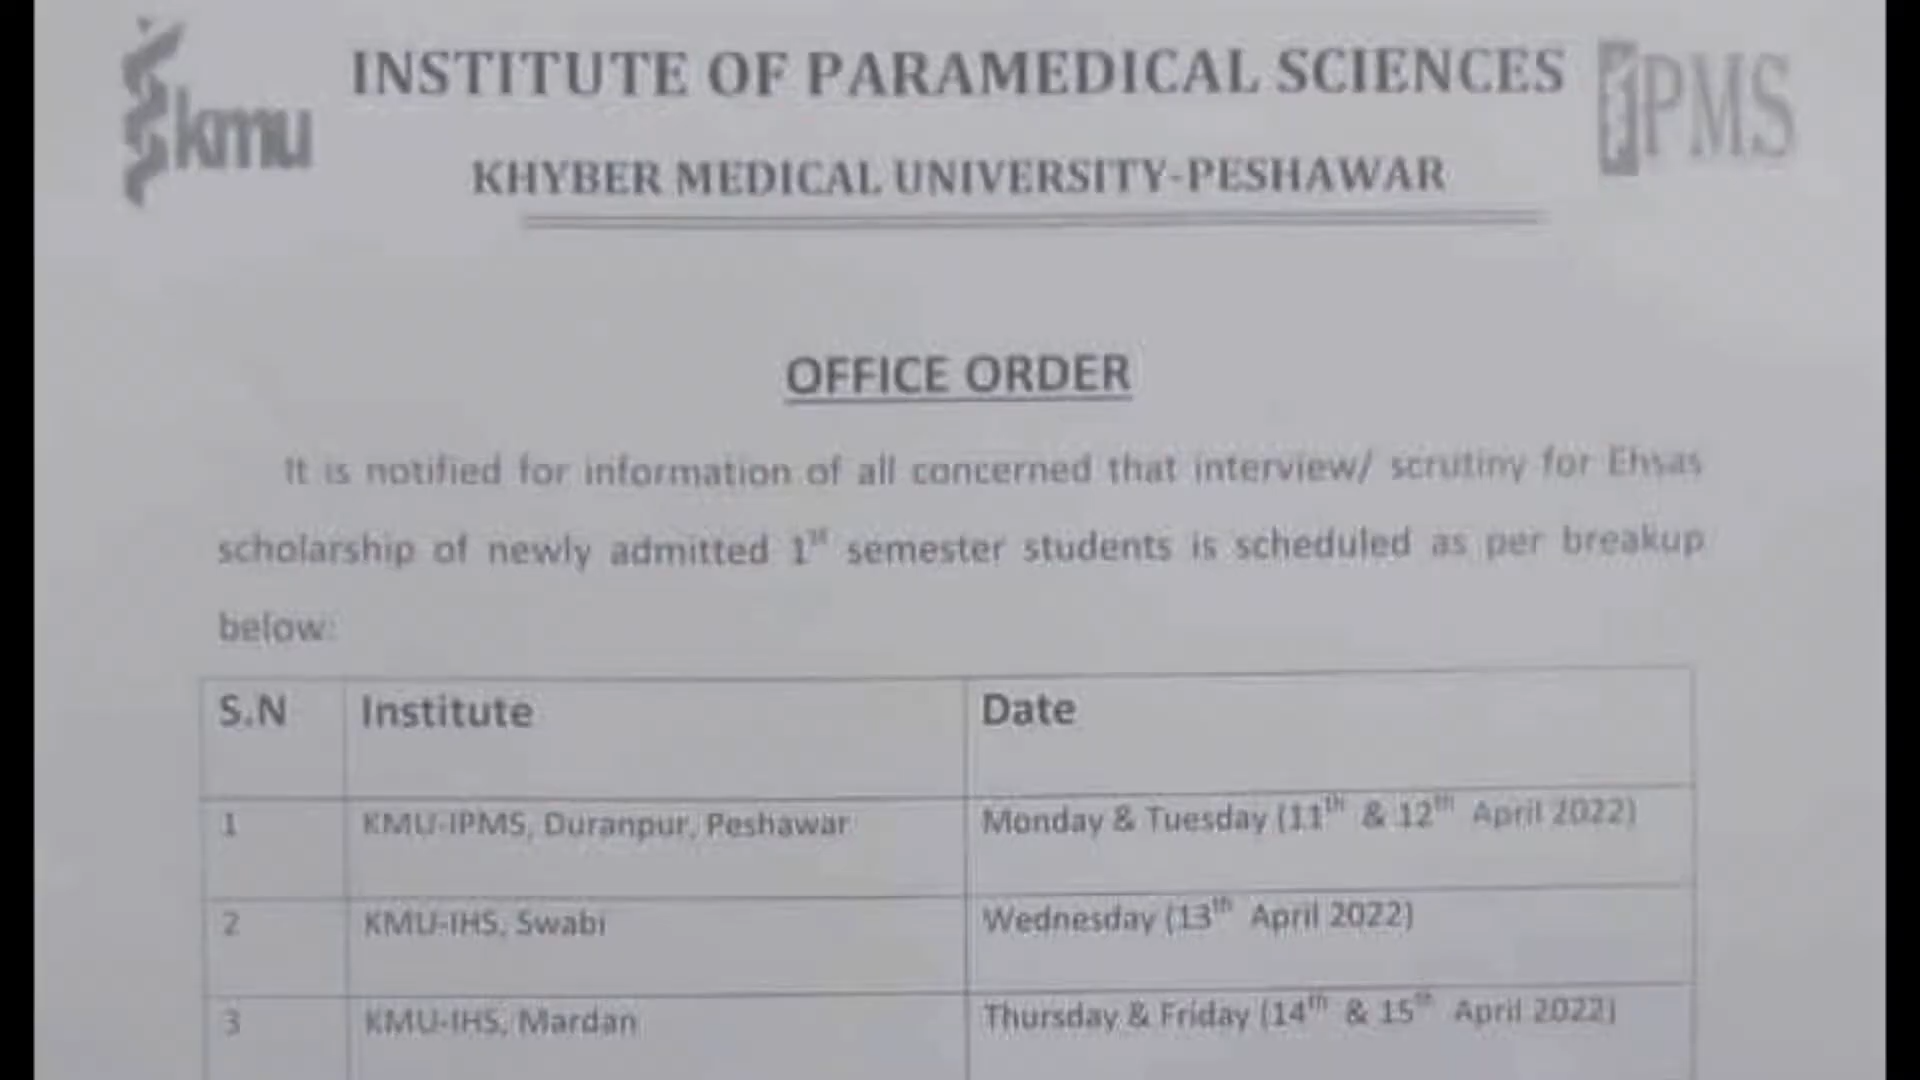 kmu
INSTITUTE OF PARAMEDICAL SCIENCES
IPMS
KHYBER MEDICAL UNIVERSITY-PESHAWAR
OFFICE ORDER
It is notified for information of all concerned that interview/ scrutiny for Ehsas
scholarship of newly admitted 1st semester students is scheduled as per breakup
below:
S.N Institute Date
1 KMU-IPMS, Duranpur, Peshawar Monday & Tuesday (11th & 12th April 2022)
2 KMU-IHS, Swabi Wednesday (13th April 2022)
3 KMU-IHS, Mardan Thursday & Friday (14th & 15th April 2022)